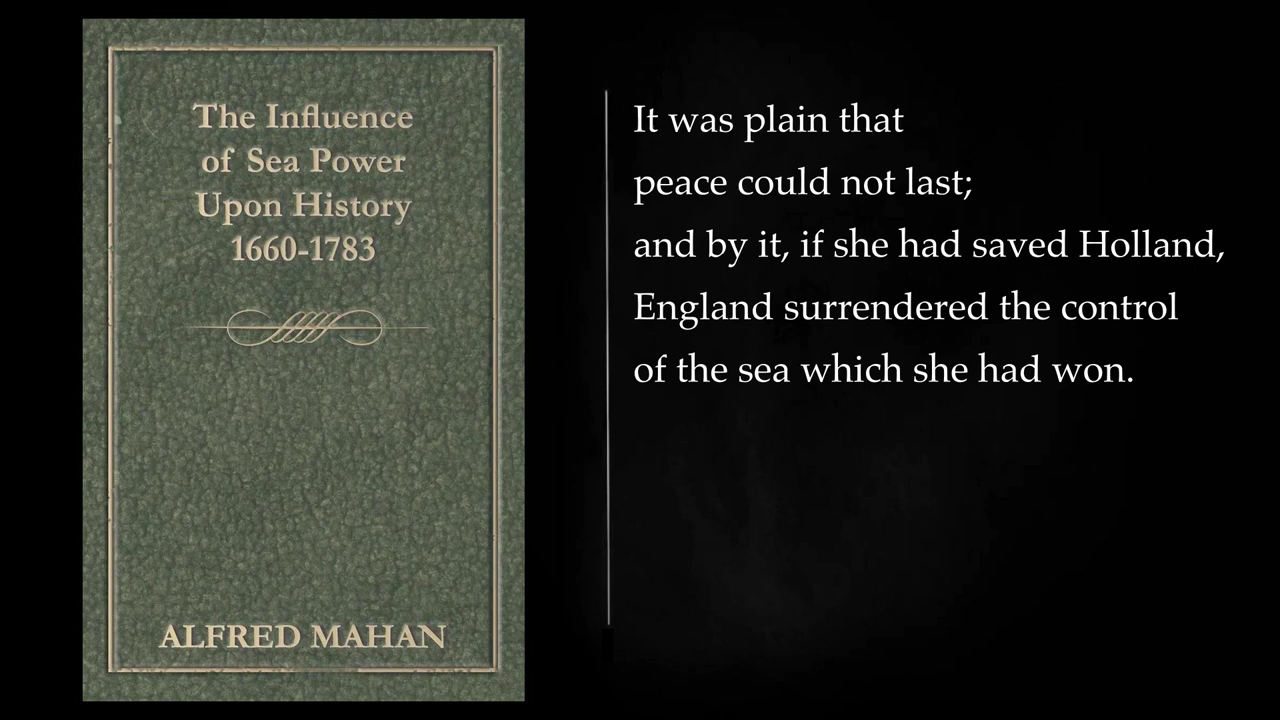 The Influence
of Sea Power
Upon History
1660-1783
ALFRED MAHAN
It was plain that
peace could not last;
and by it, if she had saved Holland,
England surrendered the control
of the sea which she had won.